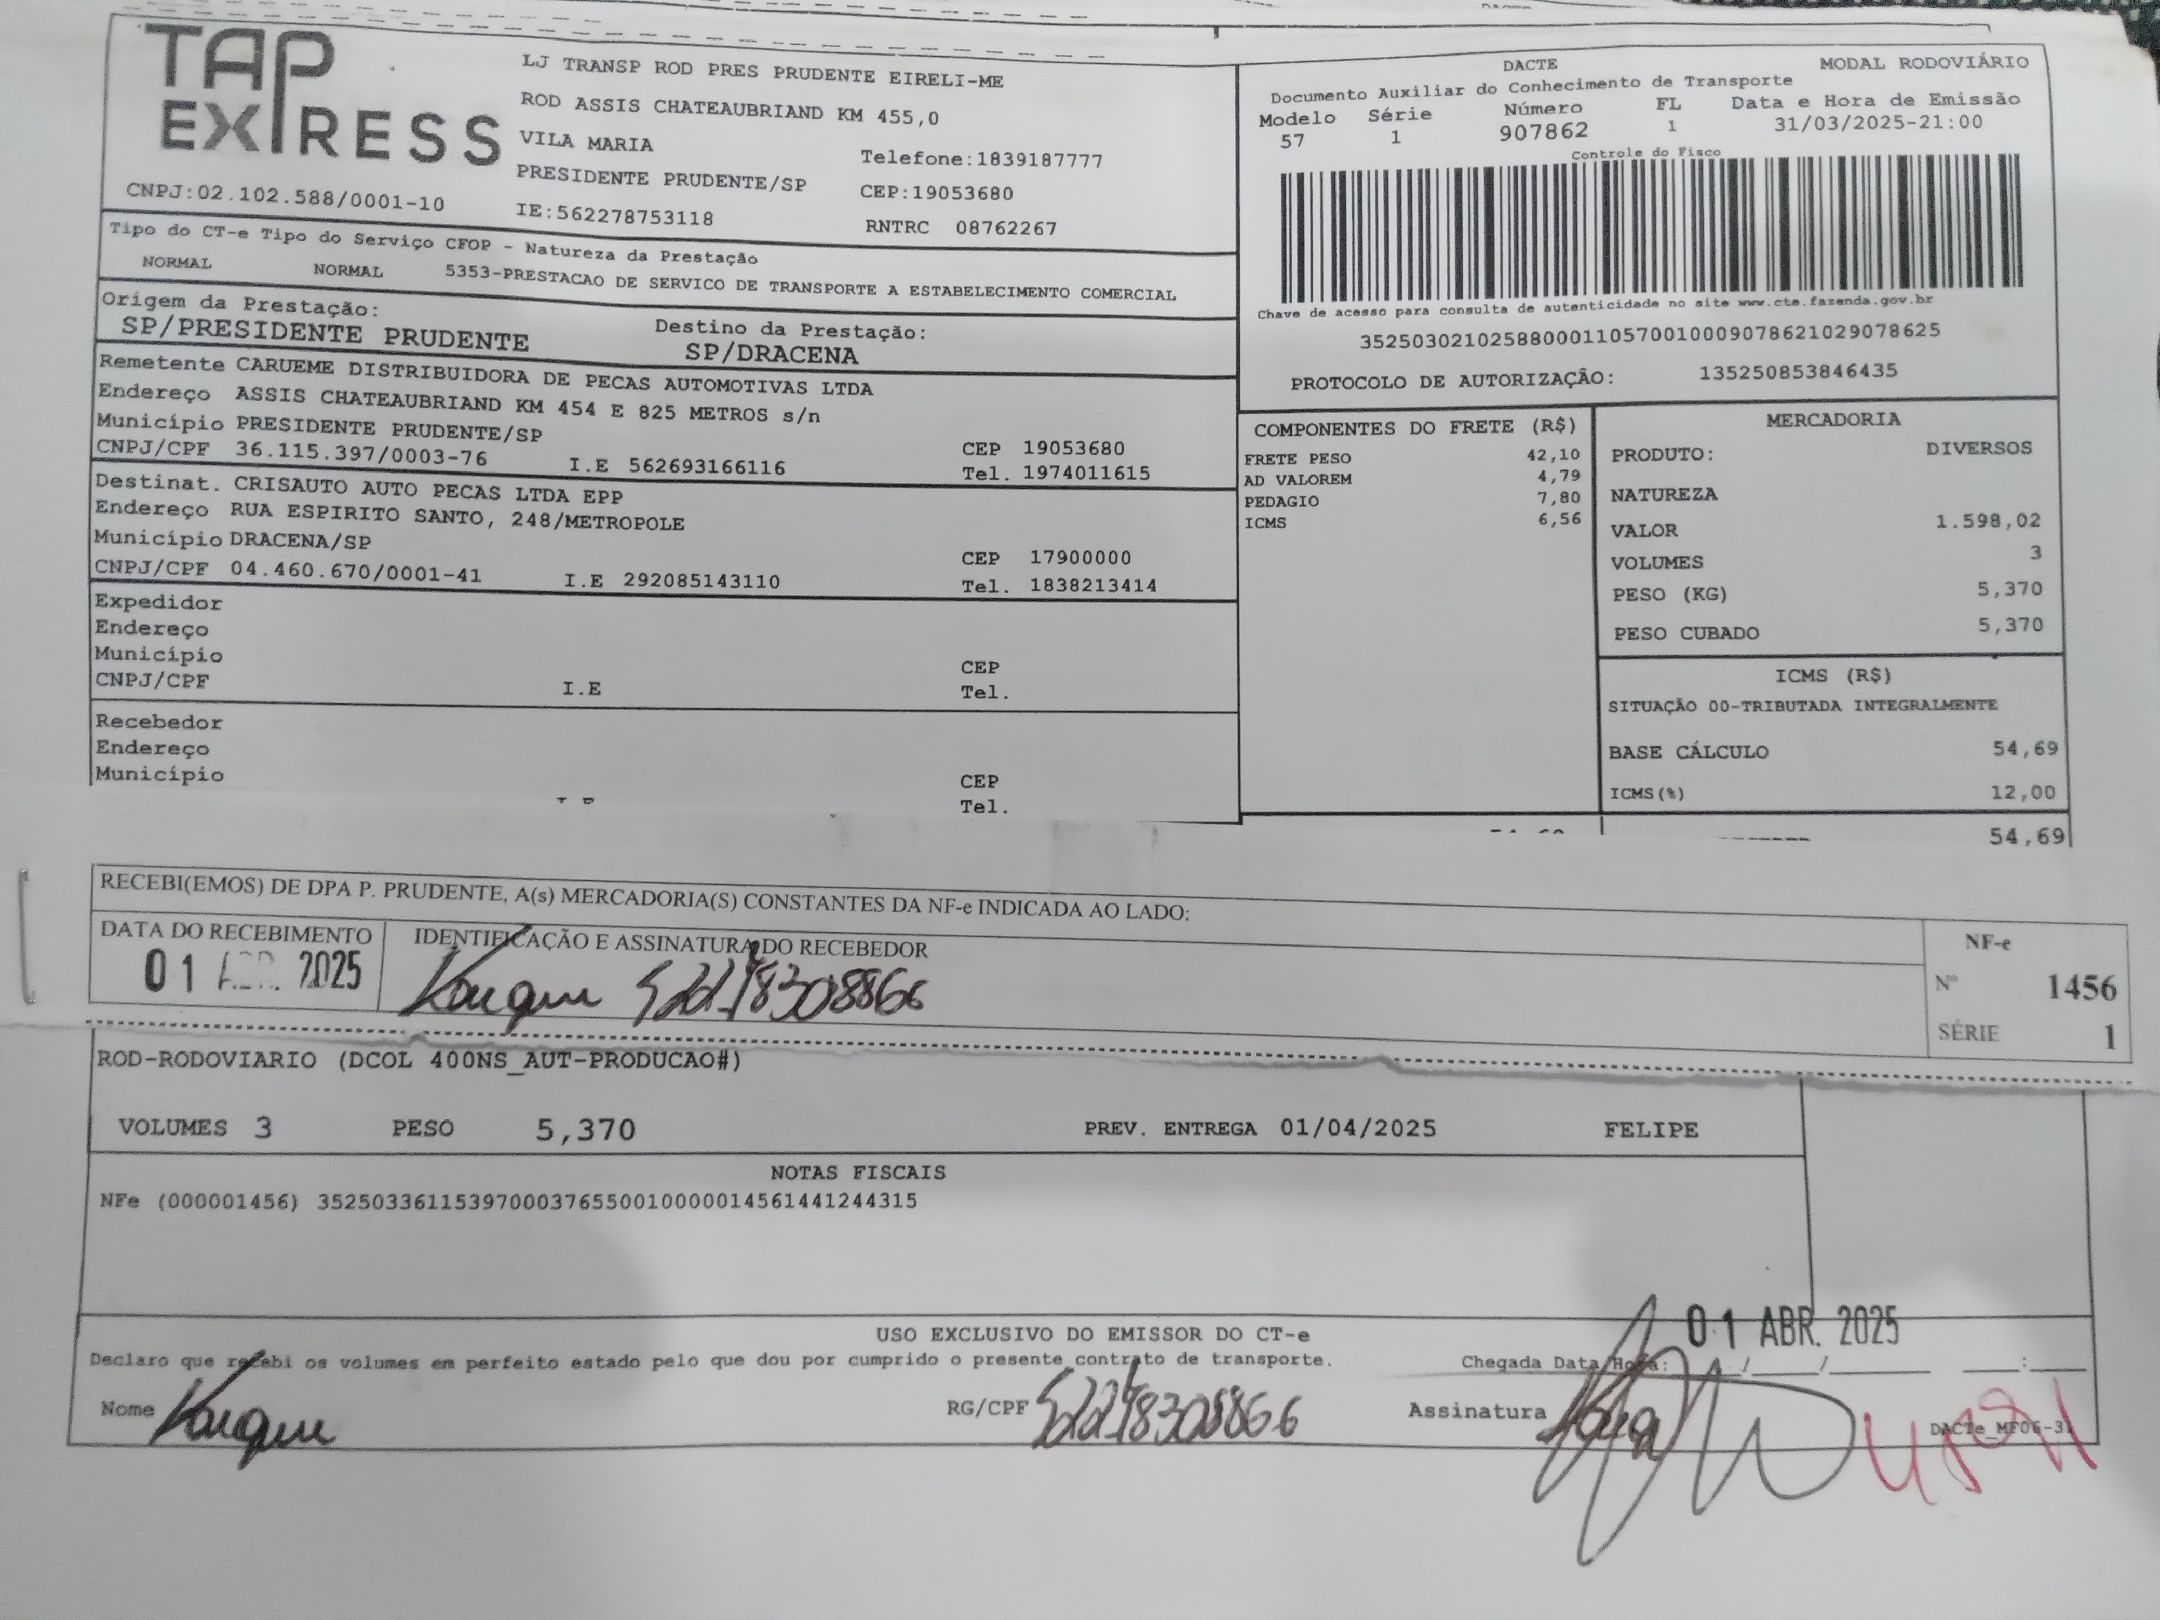 TAP
EXPRESS
CNPJ:02.102.588/0001-10
LJ TRANSP ROD PRES PRUDENTE EIRELI-ME
ROD ASSIS CHATEAUBRIAND KM 455,0
VILA MARIA
Telefone:1839187777
PRESIDENTE PRUDENTE/SP
CEP:19053680
IE:562278753118
RNTRC 08762267
DACTE
MODAL RODOVIÁRIO
Documento Auxiliar do Conhecimento de Transporte
Modelo Série Número FL Data e Hora de Emissão
57 1 907862 1 31/03/2025-21:00
Controle do Fisco
Chave de acesso para consulta de autenticidade no site www.cte.fazenda.gov.br
35250302102588000110570010009078621029078625
PROTOCOLO DE AUTORIZAÇÃO: 135250853846435
Tipo do CT-e Tipo do Serviço CFOP - Natureza da Prestação
NORMAL NORMAL 5353-PRESTACAO DE SERVICO DE TRANSPORTE A ESTABELECIMENTO COMERCIAL
Origem da Prestação:
SP/PRESIDENTE PRUDENTE
Destino da Prestação:
SP/DRACENA
Remetente CARUEME DISTRIBUIDORA DE PECAS AUTOMOTIVAS LTDA
Endereço ASSIS CHATEAUBRIAND KM 454 E 825 METROS s/n
Município PRESIDENTE PRUDENTE/SP
CEP 19053680
CNPJ/CPF 36.115.397/0003-76 I.E 562693166116 Tel. 1974011615
Destinat. CRISAUTO AUTO PECAS LTDA EPP
Endereço RUA ESPIRITO SANTO, 248/METROPOLE
Município DRACENA/SP
CEP 17900000
CNPJ/CPF 04.460.670/0001-41 I.E 292085143110 Tel. 1838213414
Expedidor
Endereço
Município
CEP
CNPJ/CPF I.E Tel.
Recebedor
Endereço
Município
CEP
Tel.
COMPONENTES DO FRETE (R$)
FRETE PESO 42,10
AD VALOREM 4,79
PEDAGIO 7,80
ICMS 6,56
MERCADORIA
PRODUTO: DIVERSOS
NATUREZA
VALOR 1.598,02
VOLUMES 3
PESO (KG) 5,370
PESO CUBADO 5,370
ICMS (R$)
SITUAÇÃO 00-TRIBUTADA INTEGRALMENTE
BASE CÁLCULO 54,69
ICMS(%) 12,00
54,69
RECEBI(EMOS) DE DPA P. PRUDENTE, A(s) MERCADORIA(S) CONSTANTES DA NF-e INDICADA AO LADO:
DATA DO RECEBIMENTO
01 ABR. 2025
IDENTIFICAÇÃO E ASSINATURA DO RECEBEDOR
NF-e
Nº 1456
SÉRIE 1
ROD-RODOVIARIO (DCOL 400NS_AUT-PRODUCAO#)
VOLUMES 3 PESO 5,370 PREV. ENTREGA 01/04/2025 FELIPE
NOTAS FISCAIS
NFe (000001456) 35250336115397000376550010000014561441244315
USO EXCLUSIVO DO EMISSOR DO CT-e
01 ABR. 2025
Declaro que recebi os volumes em perfeito estado pelo que dou por cumprido o presente contrato de transporte.
Chegada Data Hora:
Nome
RG/CPF
Assinatura
DACTe_MF06-3